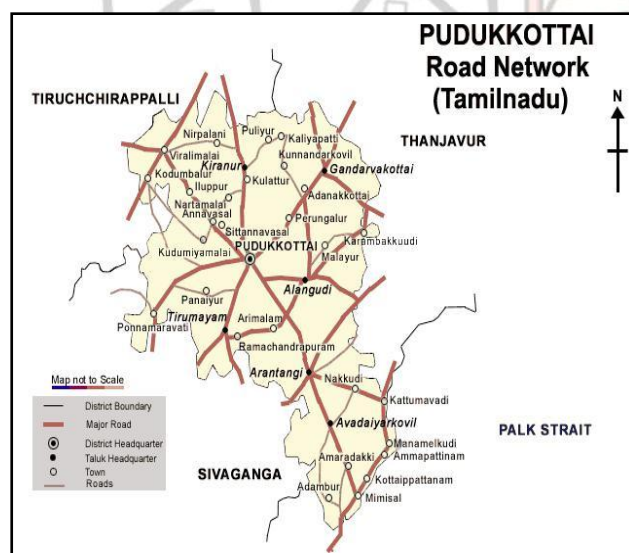 PUDUKKOTTAI
Road Network
(Tamilnadu)
N
TIRUCHCHIRAPPALLI
THANJAVUR
Nirpalani
Puliyur
Kaliyapatti
Viralimalai
Kiranur
Kunnandarkovil
Gandarvakottai
Kodumbalur
Kulattur
Iluppur
Adanakkottai
Nartamalai
Annavasal
Perungalur
Sittannavasal
Karambakkuudi
PUDUKKOTTAI
Kudumiyamalai
Malayur
Alangudi
Panaiyur
Ponnamaravati
Tirumayam
Arimalam
Ramachandrapuram
Arantangi
Nakkudi
Kattumavadi
Avadaiyarkovil
PALK STRAIT
Manamelkudi
Ammapattinam
Amaradakki
SIVAGANGA
Kottaippattanam
Adambur
Mimisal
Map not to Scale
District Boundary
Major Road
District Headquarter
Taluk Headquarter
Town
Roads